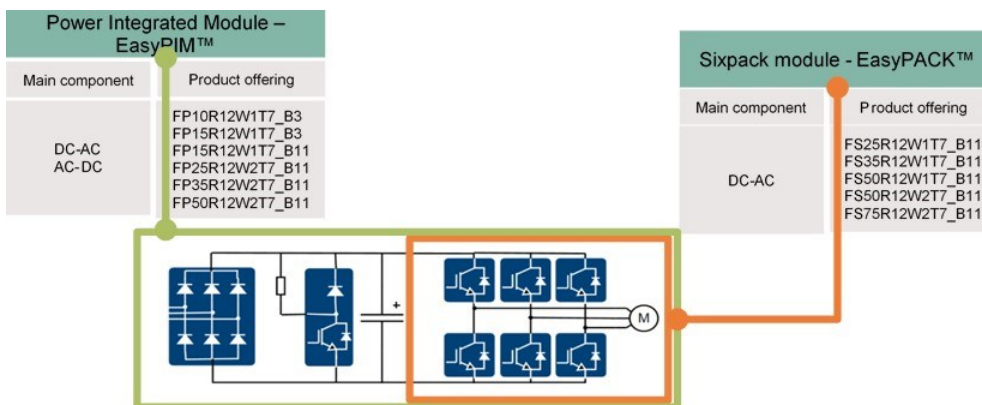 Power Integrated Module –
EasyPIM™
Main component
Product offering
DC-AC
AC-DC
FP10R12W1T7_B3
FP15R12W1T7_B3
FP15R12W1T7_B11
FP25R12W2T7_B11
FP35R12W2T7_B11
FP50R12W2T7_B11
Sixpack module - EasyPACK™
Main component
Product offering
DC-AC
FS25R12W1T7_B11
FS35R12W1T7_B11
FS50R12W1T7_B11
FS50R12W2T7_B11
FS75R12W2T7_B11
+
M